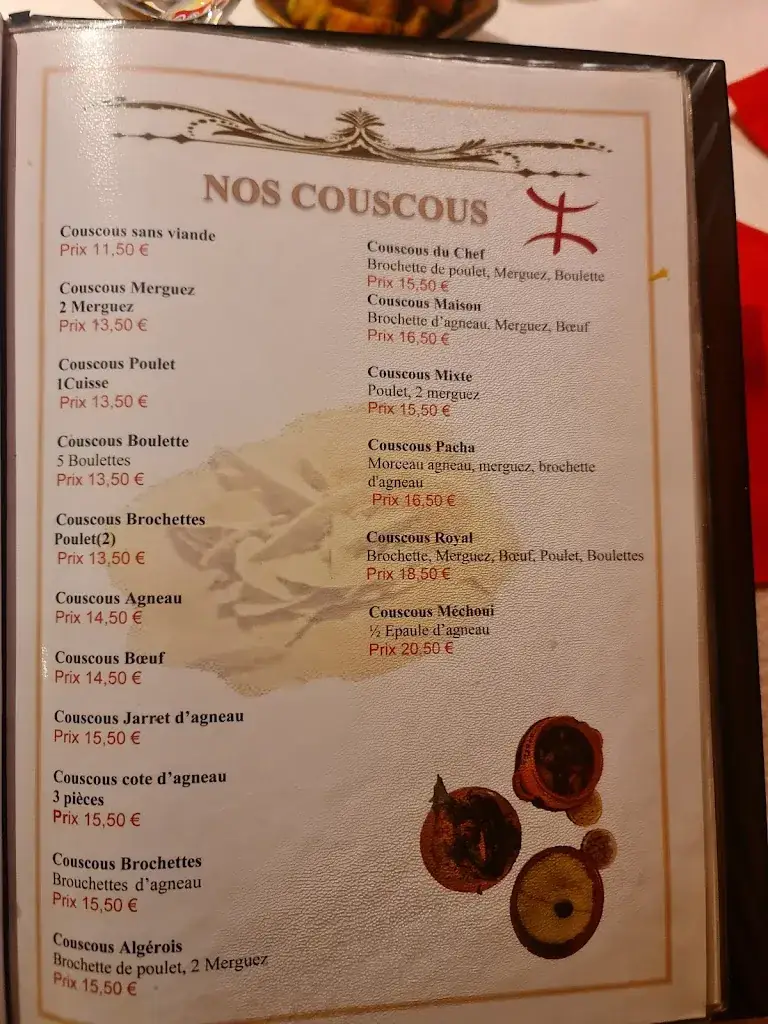 NOS COUSCOUS
Couscous sans viande
Prix 11,50 €
Couscous Merguez
2 Merguez
Prix 13,50 €
Couscous Poulet
1Cuisse
Prix 13,50 €
Couscous Boulette
5 Boulettes
Prix 13,50 €
Couscous Brochettes
Poulet(2)
Prix 13,50 €
Couscous Agneau
Prix 14,50 €
Couscous Bœuf
Prix 14,50 €
Couscous Jarret d'agneau
Prix 15,50 €
Couscous cote d'agneau
3 pièces
Prix 15,50 €
Couscous Brochettes
Brouchettes d'agneau
Prix 15,50 €
Couscous Algérois
Brochette de poulet, 2 Merguez
Prix 15,50 €
Couscous du Chef
Brochette de poulet, Merguez, Boulette
Prix 15,50 €
Couscous Maison
Brochette d'agneau, Merguez, Bœuf
Prix 16,50 €
Couscous Mixte
Poulet, 2 merguez
Prix 15,50 €
Couscous Pacha
Morceau agneau, merguez, brochette
d'agneau
Prix 16,50 €
Couscous Royal
Brochette, Merguez, Bœuf, Poulet, Boulettes
Prix 18,50 €
Couscous Méchoui
½ Epaule d'agneau
Prix 20,50 €